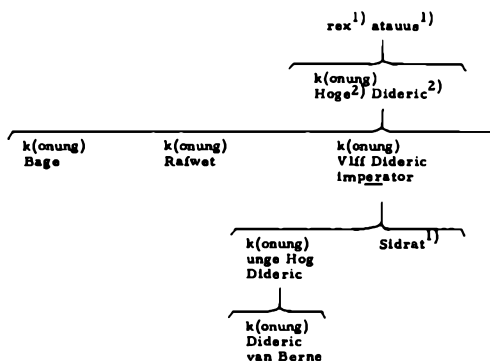 rex1) atauus1)
k(onung)
Hoge2) Dideric2)
k(onung)
Bage
k(onung)
Rafwet
k(onung)
Vlff Dideric
imperator
k(onung)
unge Hog
Dideric
Sidrat1)
k(onung)
Dideric
van Berne